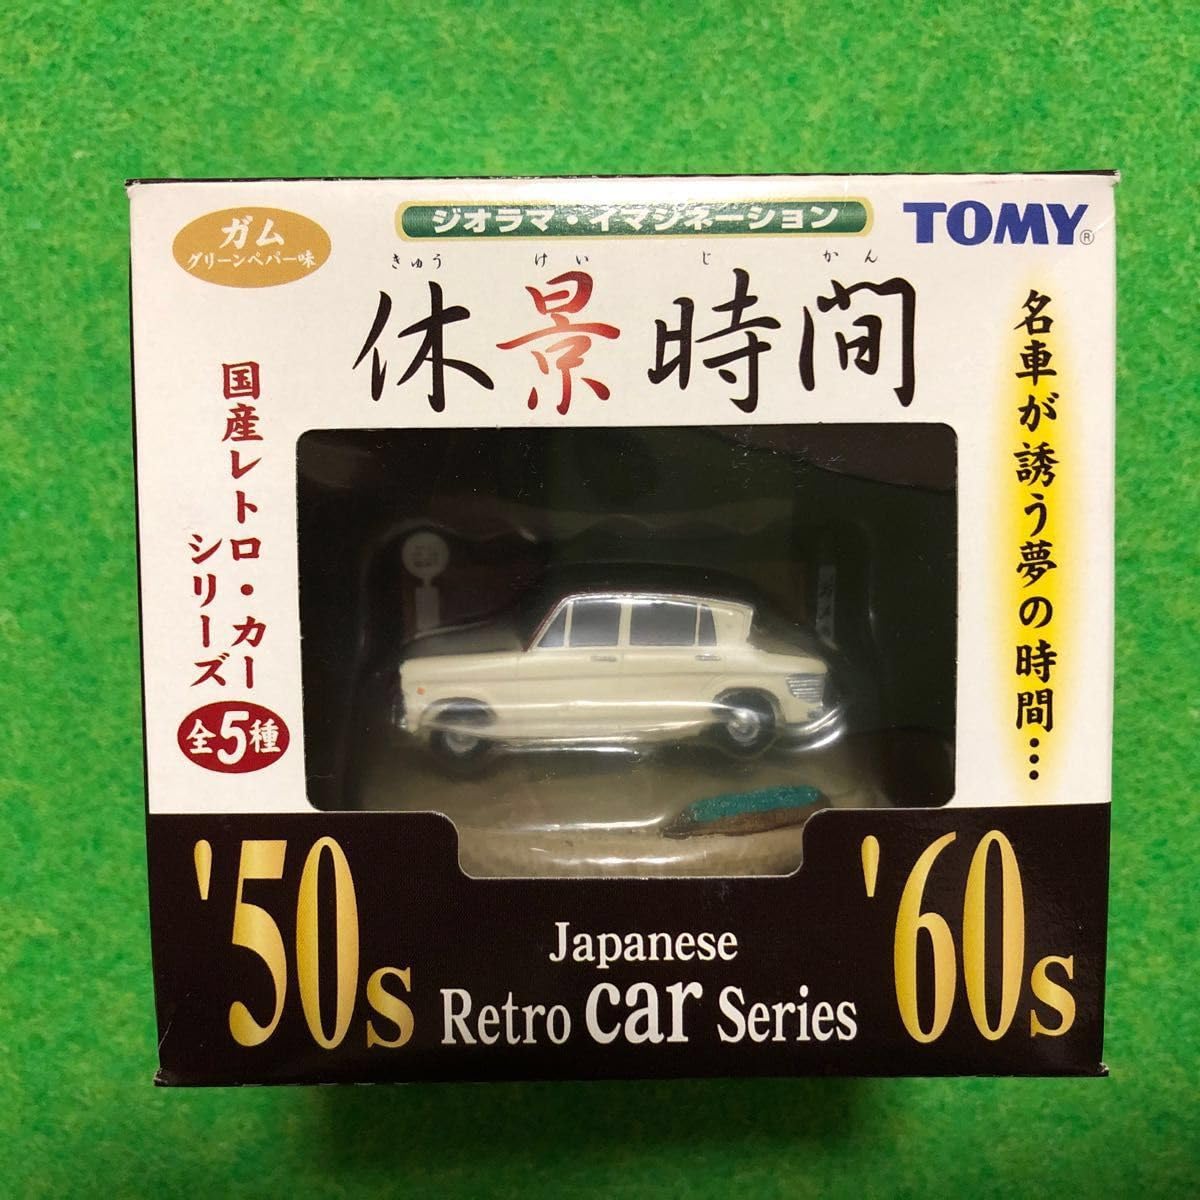 ガム
グリーンペパー味
ジオラマ・イマジネーション
TOMY®
きゅう けい じ かん
休景時間
名車が誘う夢の時間…
国産レトロ・カー
シリーズ
全5種
'50s
'60s
Japanese
Retro car Series